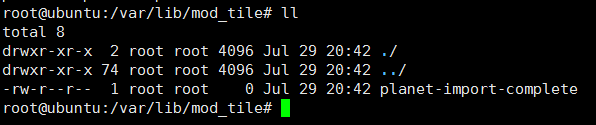 root@ubuntu:/var/lib/mod_tile# ll
total 8
drwxr-xr-x  2 root root 4096 Jul 29 20:42 ./
drwxr-xr-x 74 root root 4096 Jul 29 20:42 ../
-rw-r--r--  1 root root    0 Jul 29 20:42 planet-import-complete
root@ubuntu:/var/lib/mod_tile#